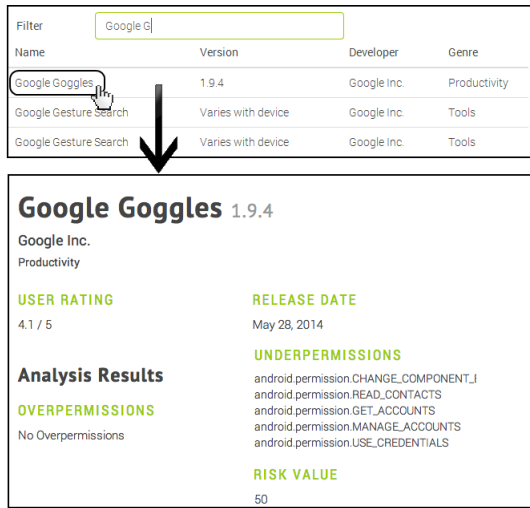 Filter Google G
Name Version Developer Genre
Google Goggles 1.9.4 Google Inc. Productivity
Google Gesture Search Varies with device Google Inc. Tools
Google Gesture Search Varies with device Google Inc. Tools
Google Goggles 1.9.4
Google Inc.
Productivity
USER RATING
4.1 / 5
RELEASE DATE
May 28, 2014
Analysis Results
OVERPERMISSIONS
No Overpermissions
UNDERPERMISSIONS
android.permission.CHANGE_COMPONENT_
android.permission.READ_CONTACTS
android.permission.GET_ACCOUNTS
android.permission.MANAGE_ACCOUNTS
android.permission.USE_CREDENTIALS
RISK VALUE
50